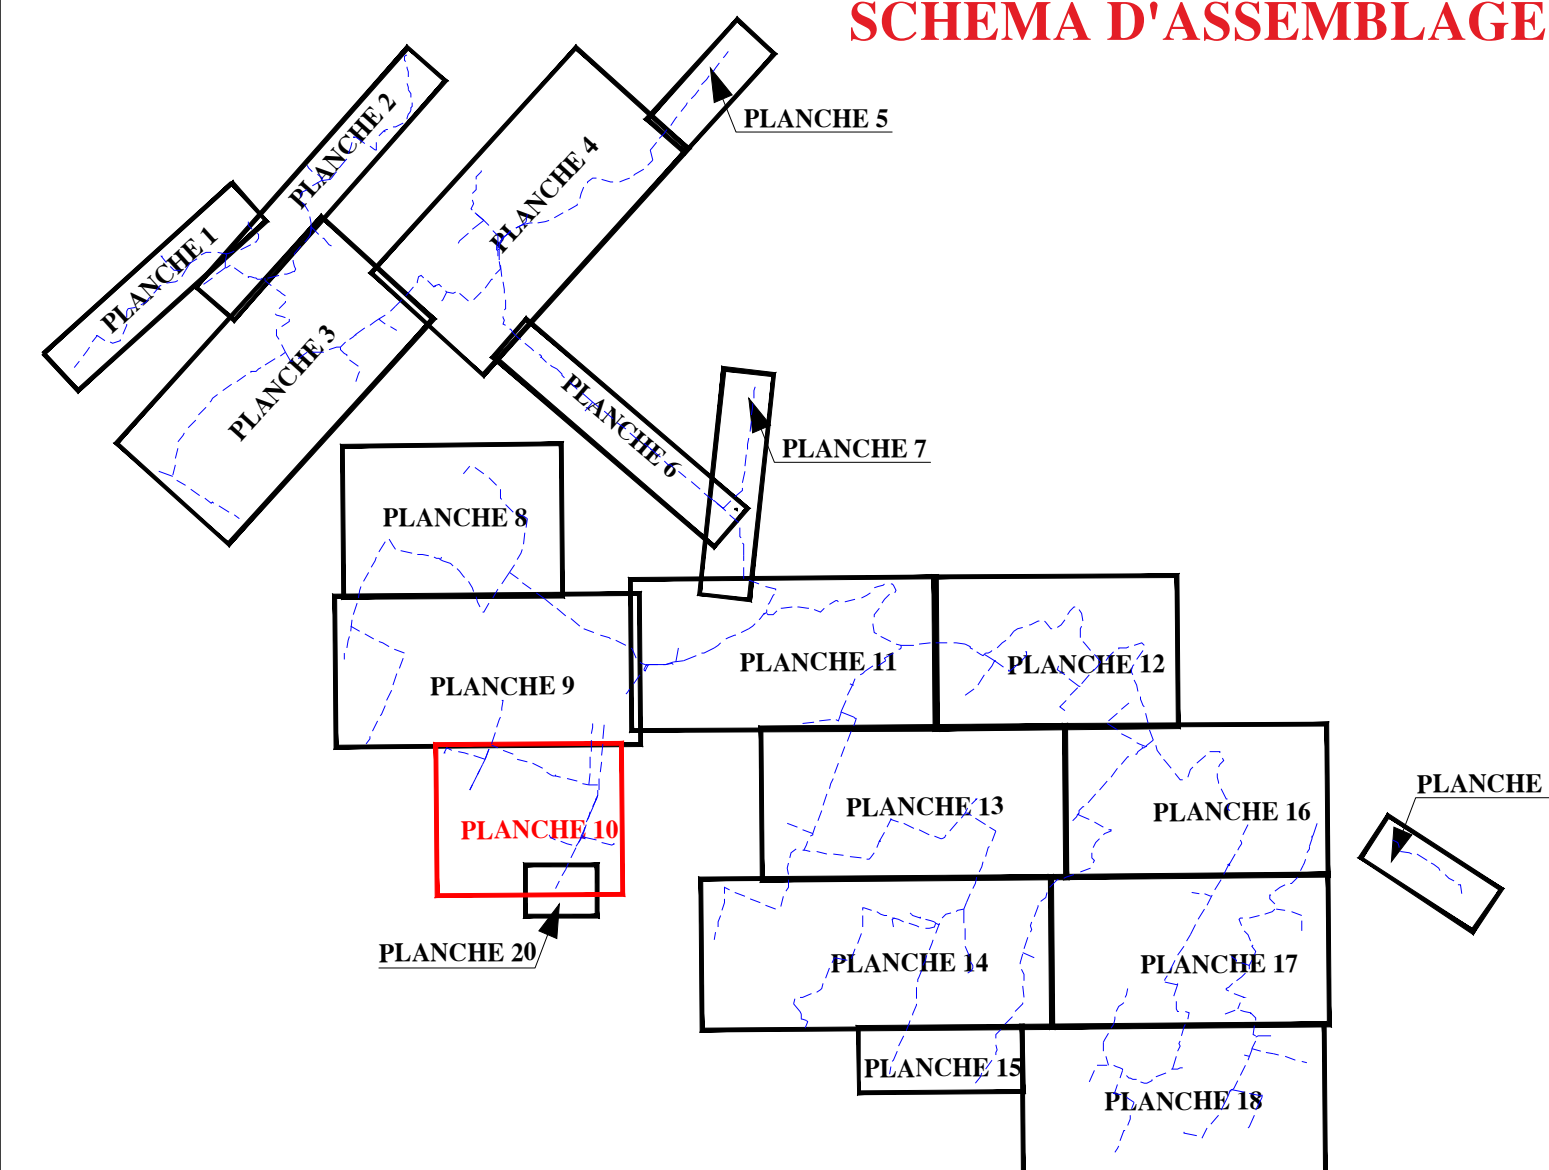 SCHEMA D'ASSEMBLAGE
PLANCHE 5
PLANCHE 2
PLANCHE 4
PLANCHE 1
PLANCHE 3
PLANCHE 6
PLANCHE 7
PLANCHE 8
PLANCHE 11
PLANCHE 12
PLANCHE 9
PLANCHE
PLANCHE 13
PLANCHE 16
PLANCHE 10
PLANCHE 20
PLANCHE 14
PLANCHE 17
PLANCHE 15
PLANCHE 18